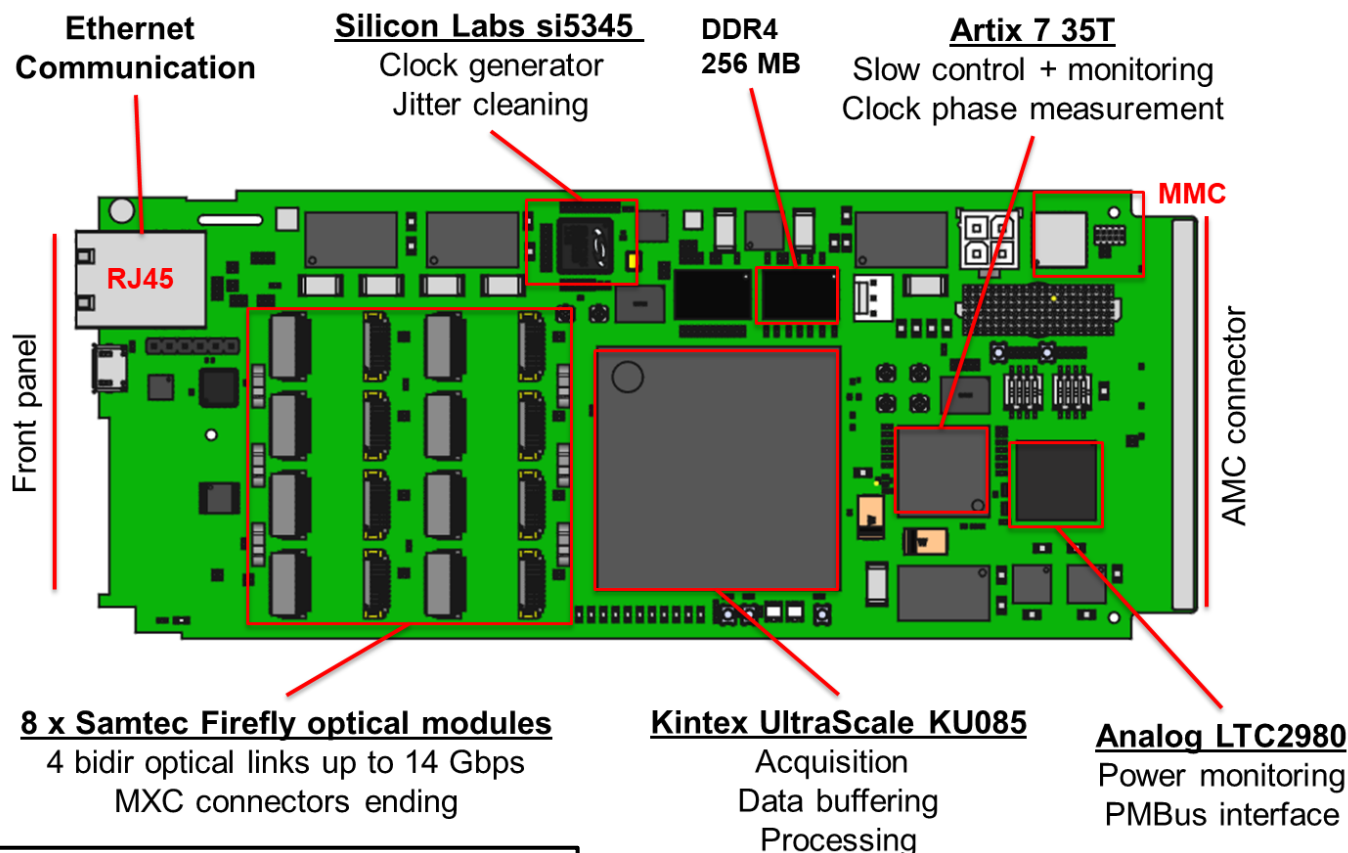 Ethernet
Communication
Silicon Labs si5345
Clock generator
Jitter cleaning
DDR4
256 MB
Artix 7 35T
Slow control + monitoring
Clock phase measurement
MMC
RJ45
Front panel
AMC connector
8 x Samtec Firefly optical modules
4 bidir optical links up to 14 Gbps
MXC connectors ending
Kintex UltraScale KU085
Acquisition
Data buffering
Processing
Analog LTC2980
Power monitoring
PMBus interface